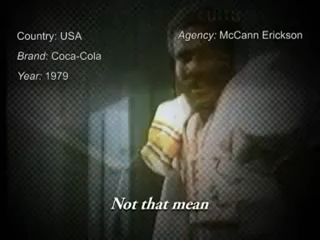 Country: USA
Agency: McCann Erickson
Brand: Coca-Cola
Year: 1979
Not that mean